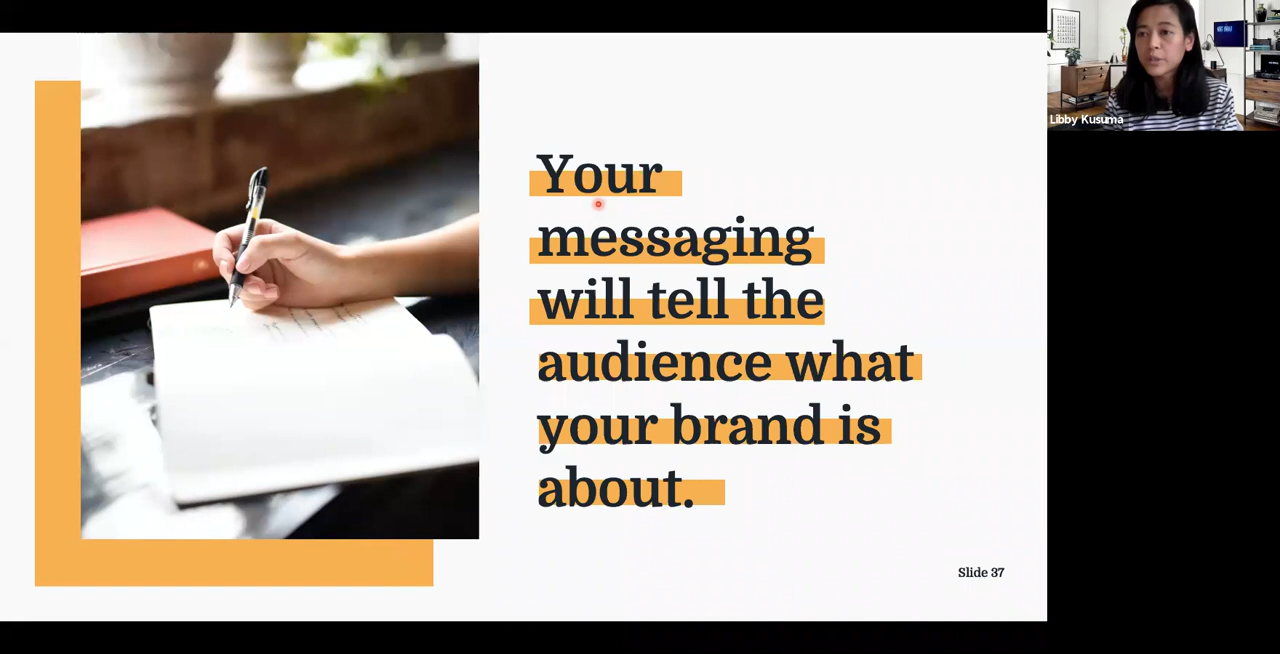 Your
messaging
will tell the
audience what
your brand is
about.
Slide 37
Libby Kusuma